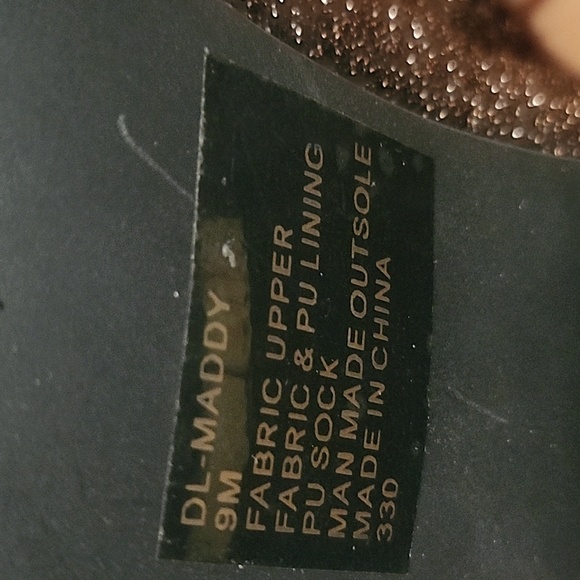 DL-MADDY
9M
FABRIC UPPER
FABRIC & PU LINING
PU SOCK
MAN MADE OUTSOLE
MADE IN CHINA
330